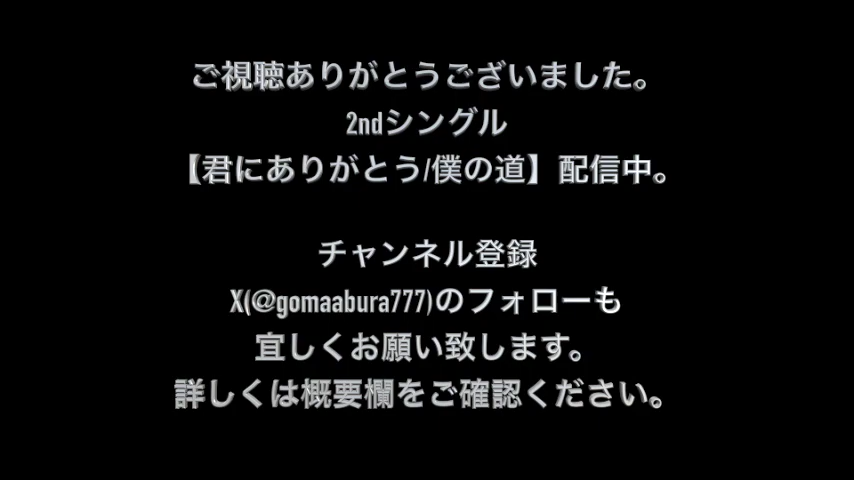 ご視聴ありがとうございました。
2ndシングル
【君にありがとう/僕の道】配信中。
チャンネル登録
X(@gomaabura777)のフォローも
宜しくお願い致します。
詳しくは概要欄をご確認ください。